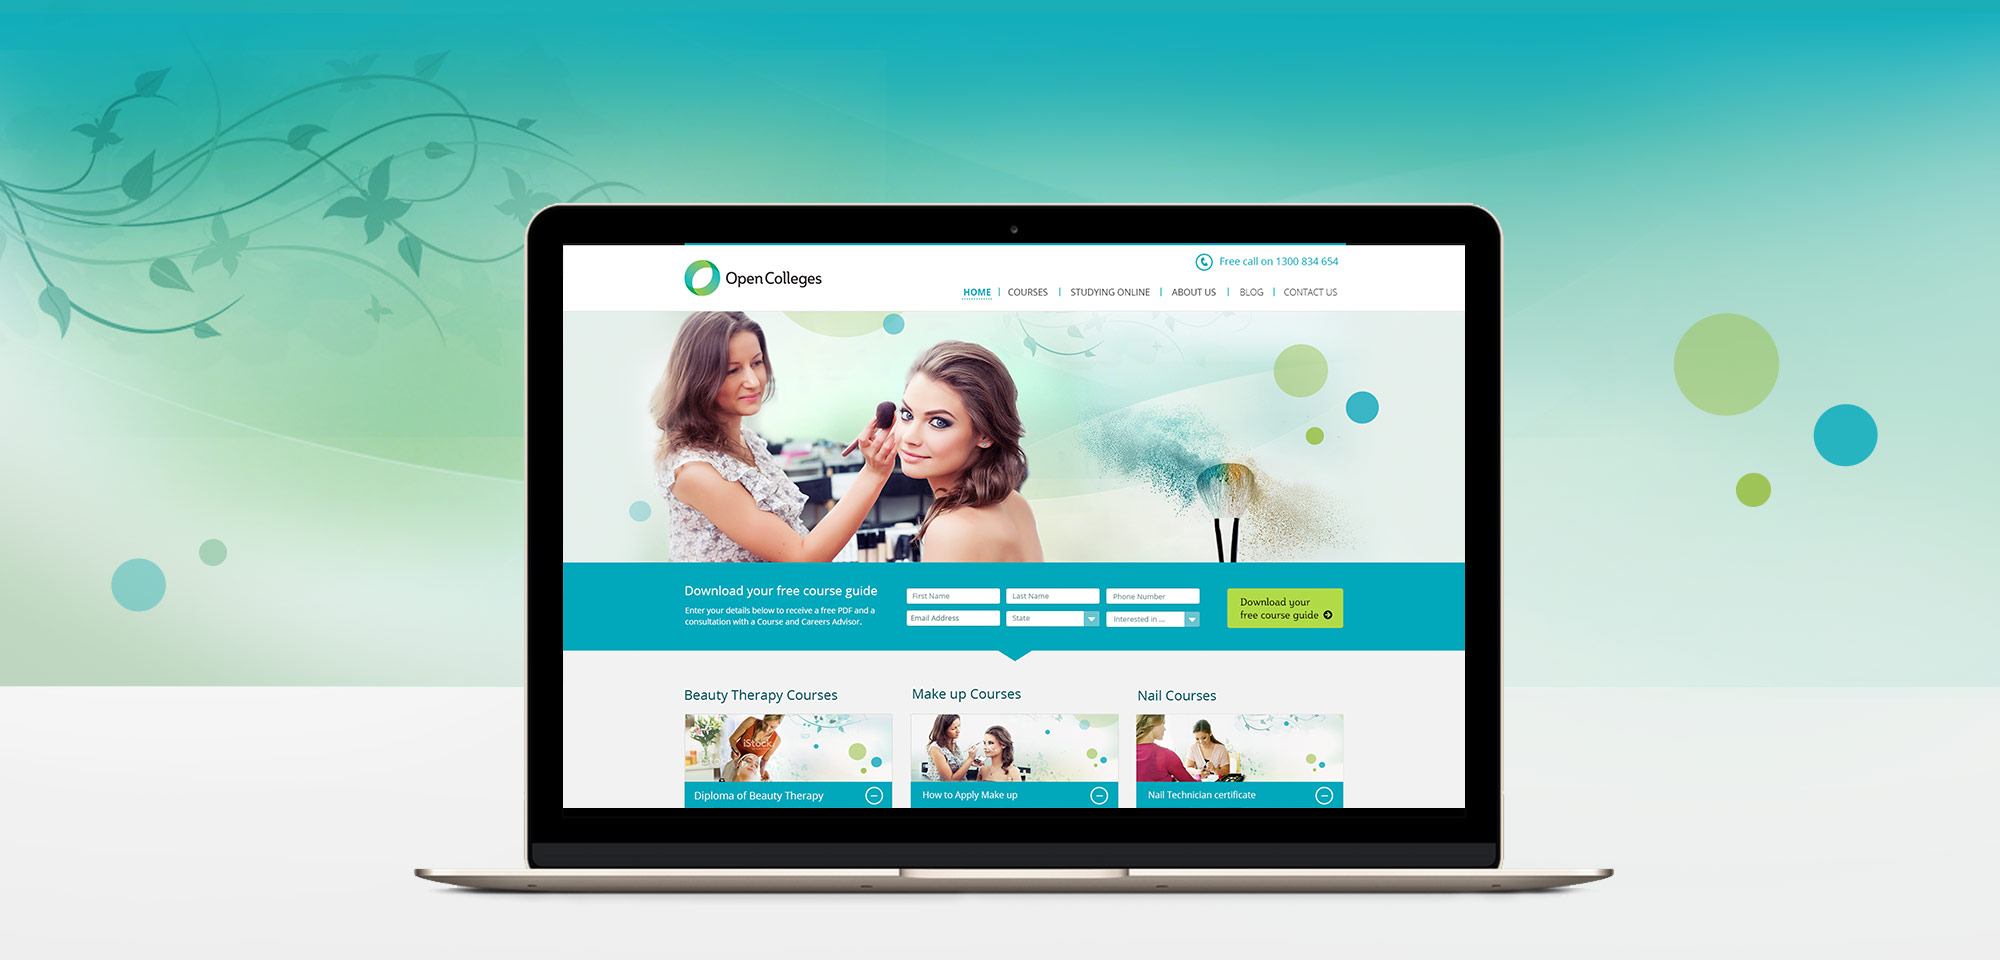 Open Colleges
Free call on 1300 834 654
HOME | COURSES | STUDYING ONLINE | ABOUT US | BLOG | CONTACT US
Download your free course guide
Enter your details below to receive a free PDF and a
consultation with a Course and Careers Advisor.
First Name
Last Name
Phone Number
Email Address
State
Interested in ...
Download your
free course guide
Beauty Therapy Courses
Make up Courses
Nail Courses
iStock
Diploma of Beauty Therapy
How to Apply Make up
Nail Technician certificate